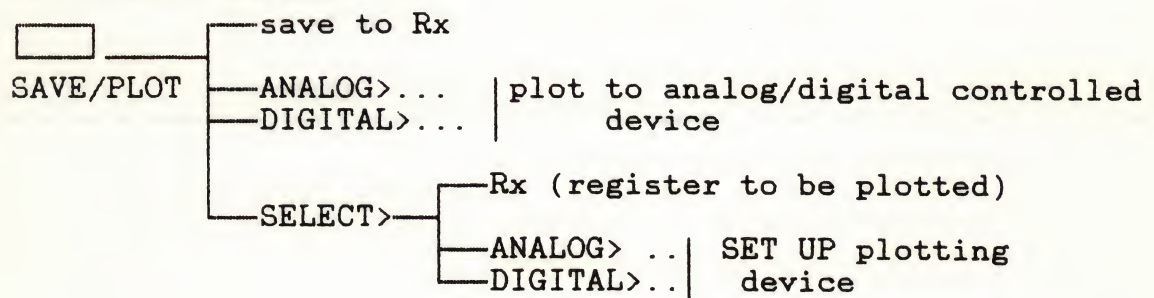 save to Rx
SAVE/PLOT
ANALOG>... plot to analog/digital controlled
DIGITAL>... device
Rx (register to be plotted)
SELECT>
ANALOG> .. SET UP plotting
DIGITAL>.. device